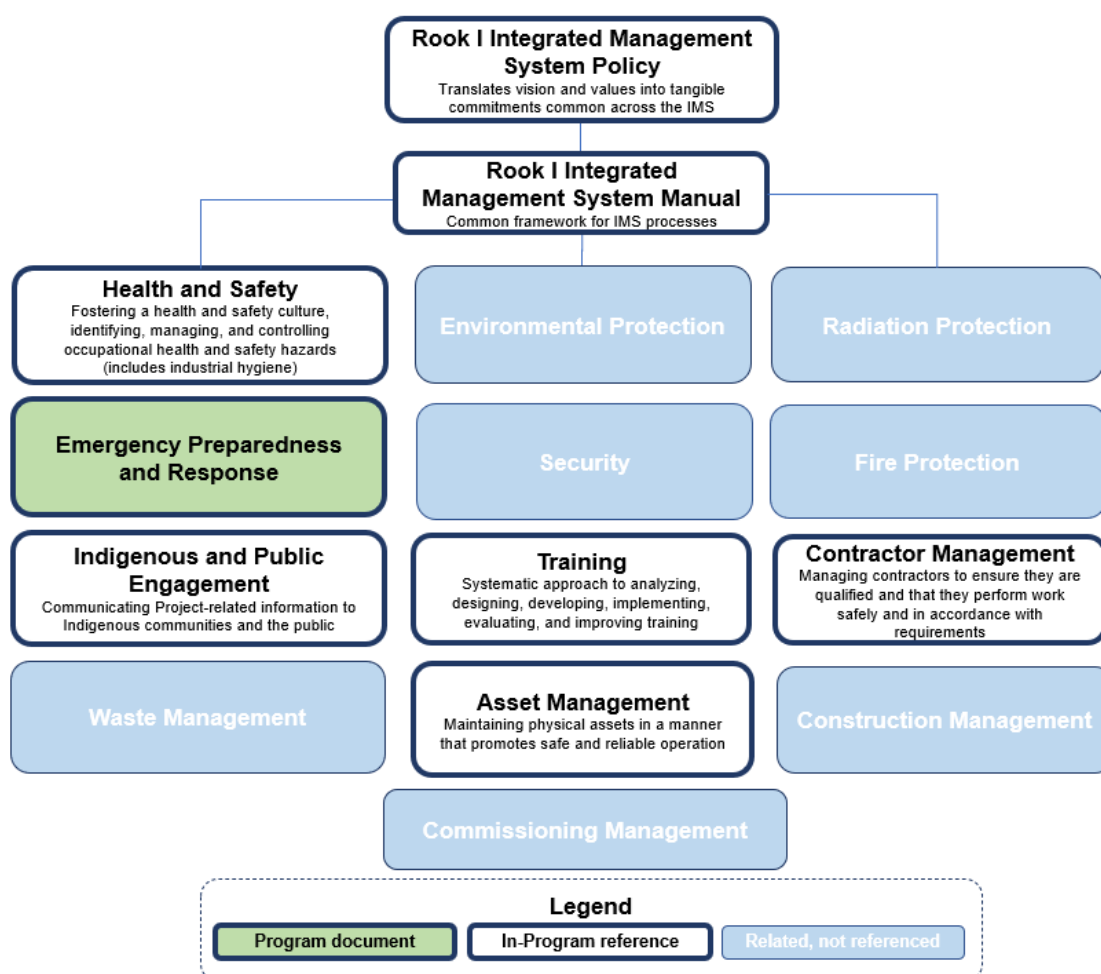 Rook I Integrated Management
System Policy
Translates vision and values into tangible
commitments common across the IMS
Rook I Integrated
Management System Manual
Common framework for IMS processes
Health and Safety
Fostering a health and safety culture,
identifying, managing, and controlling
occupational health and safety hazards
(includes industrial hygiene)
Environmental Protection
Radiation Protection
Emergency Preparedness
and Response
Security
Fire Protection
Indigenous and Public
Engagement
Communicating Project-related information to
Indigenous communities and the public
Training
Systematic approach to analyzing,
designing, developing, implementing,
evaluating, and improving training
Contractor Management
Managing contractors to ensure they are
qualified and that they perform work
safely and in accordance with
requirements
Waste Management
Asset Management
Maintaining physical assets in a manner
that promotes safe and reliable operation
Construction Management
Commissioning Management
Legend
Program document
In-Program reference
Related, not referenced